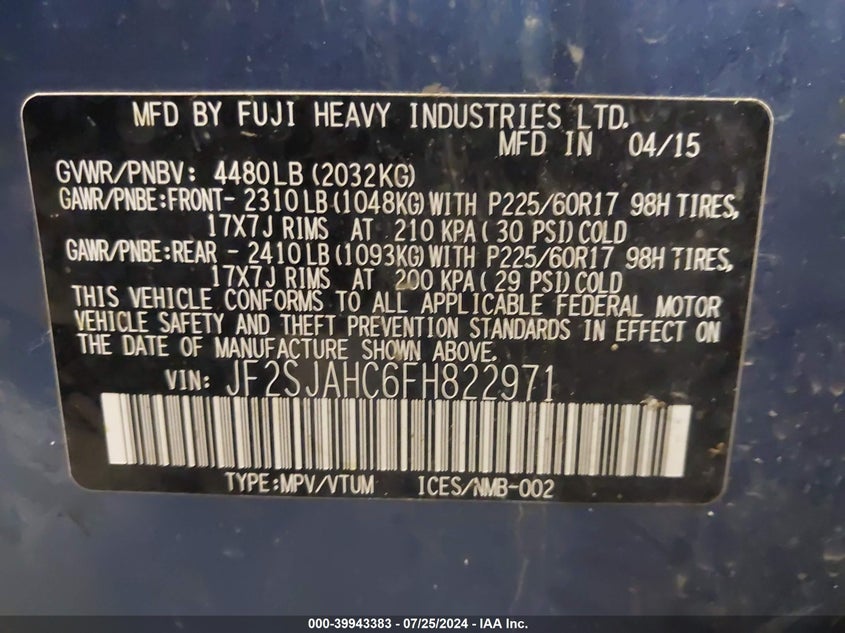 MFD BY FUJI HEAVY INDUSTRIES LTD.
MFD IN 04/15
GVWR/PNBV: 4480LB (2032KG)
GAWR/PNBE:FRONT- 2310LB (1048KG) WITH P225/60R17 98H TIRES,
17X7J RIMS AT 210 KPA( 30 PSI) COLD
GAWR/PNBE:REAR - 2410LB (1093KG) WITH P225/60R17 98H TIRES,
17X7J RIMS AT 200 KPA( 29 PSI) COLD
THIS VEHICLE CONFORMS TO ALL APPLICABLE FEDERAL MOTOR
VEHICLE SAFETY AND THEFT PREVENTION STANDARDS IN EFFECT ON
THE DATE OF MANUFACTURE SHOWN ABOVE.
VIN: JF2SJAHC6FH822971
TYPE:MPV/VTUM ICES/NMB-002
000-39943383 - 07/25/2024 - IAA Inc.